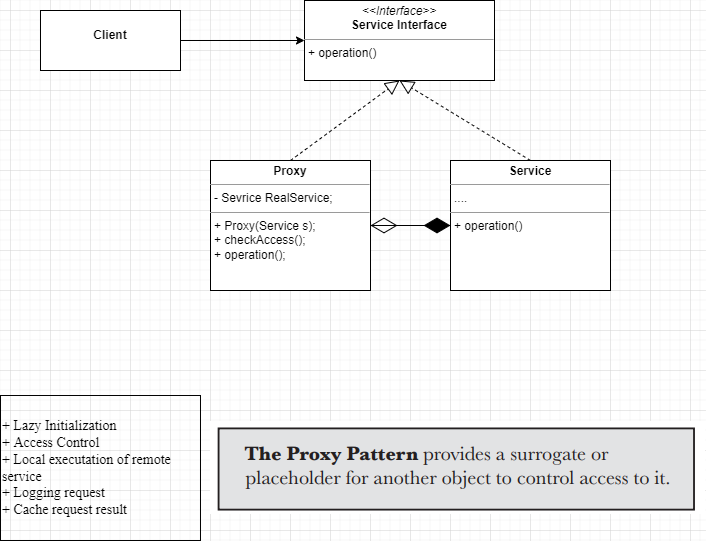 Client
<<Interface>>
Service Interface
+ operation()
Proxy
- Sevrice RealService;
+ Proxy(Service s);
+ checkAccess();
+ operation();
Service
....
+ operation()
+ Lazy Initialization
+ Access Control
+ Local executation of remote
service
+ Logging request
+ Cache request result
The Proxy Pattern provides a surrogate or
placeholder for another object to control access to it.